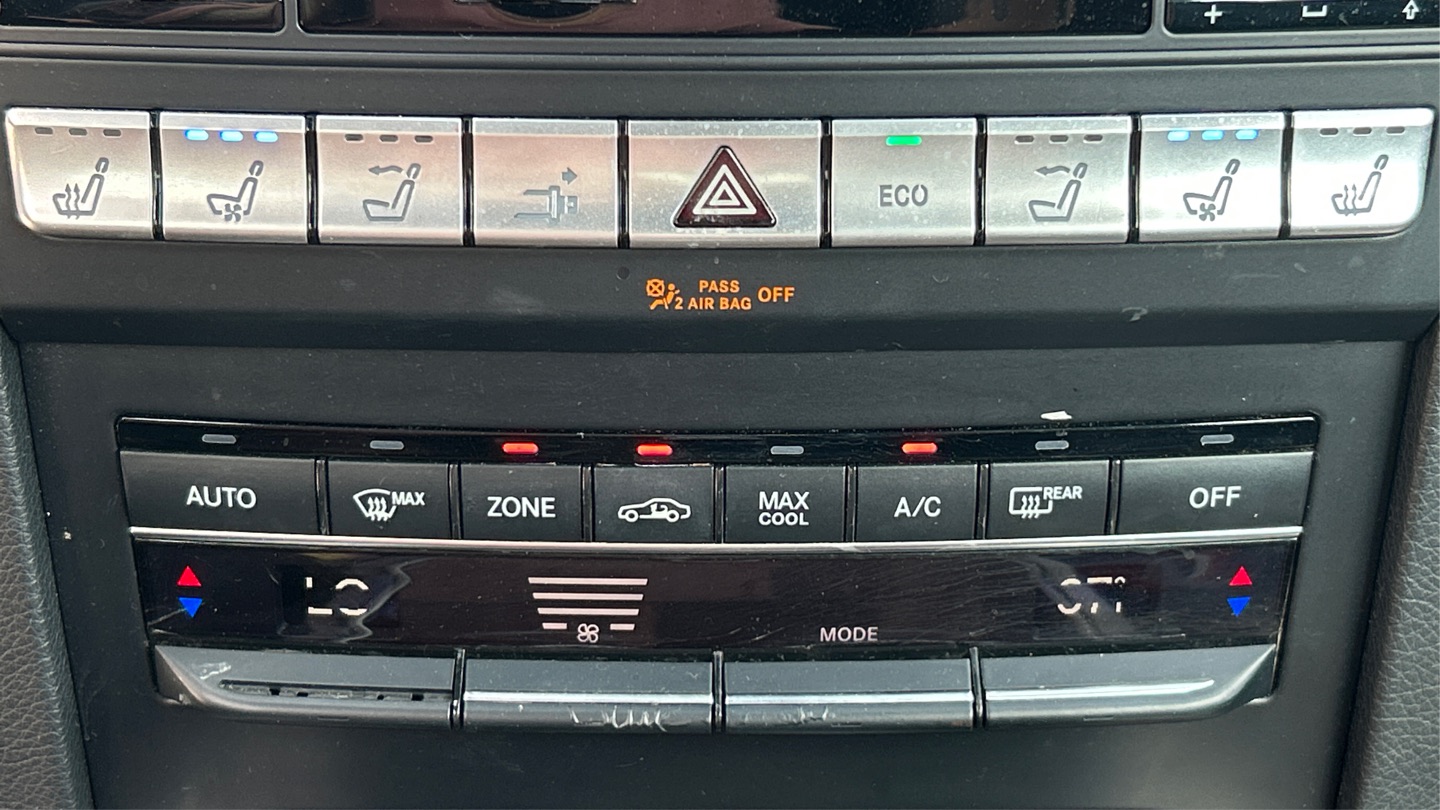 ECO
PASS
2 AIR BAG OFF
AUTO
MAX
ZONE
MAX
COOL
A/C
REAR
OFF
LO
MODE